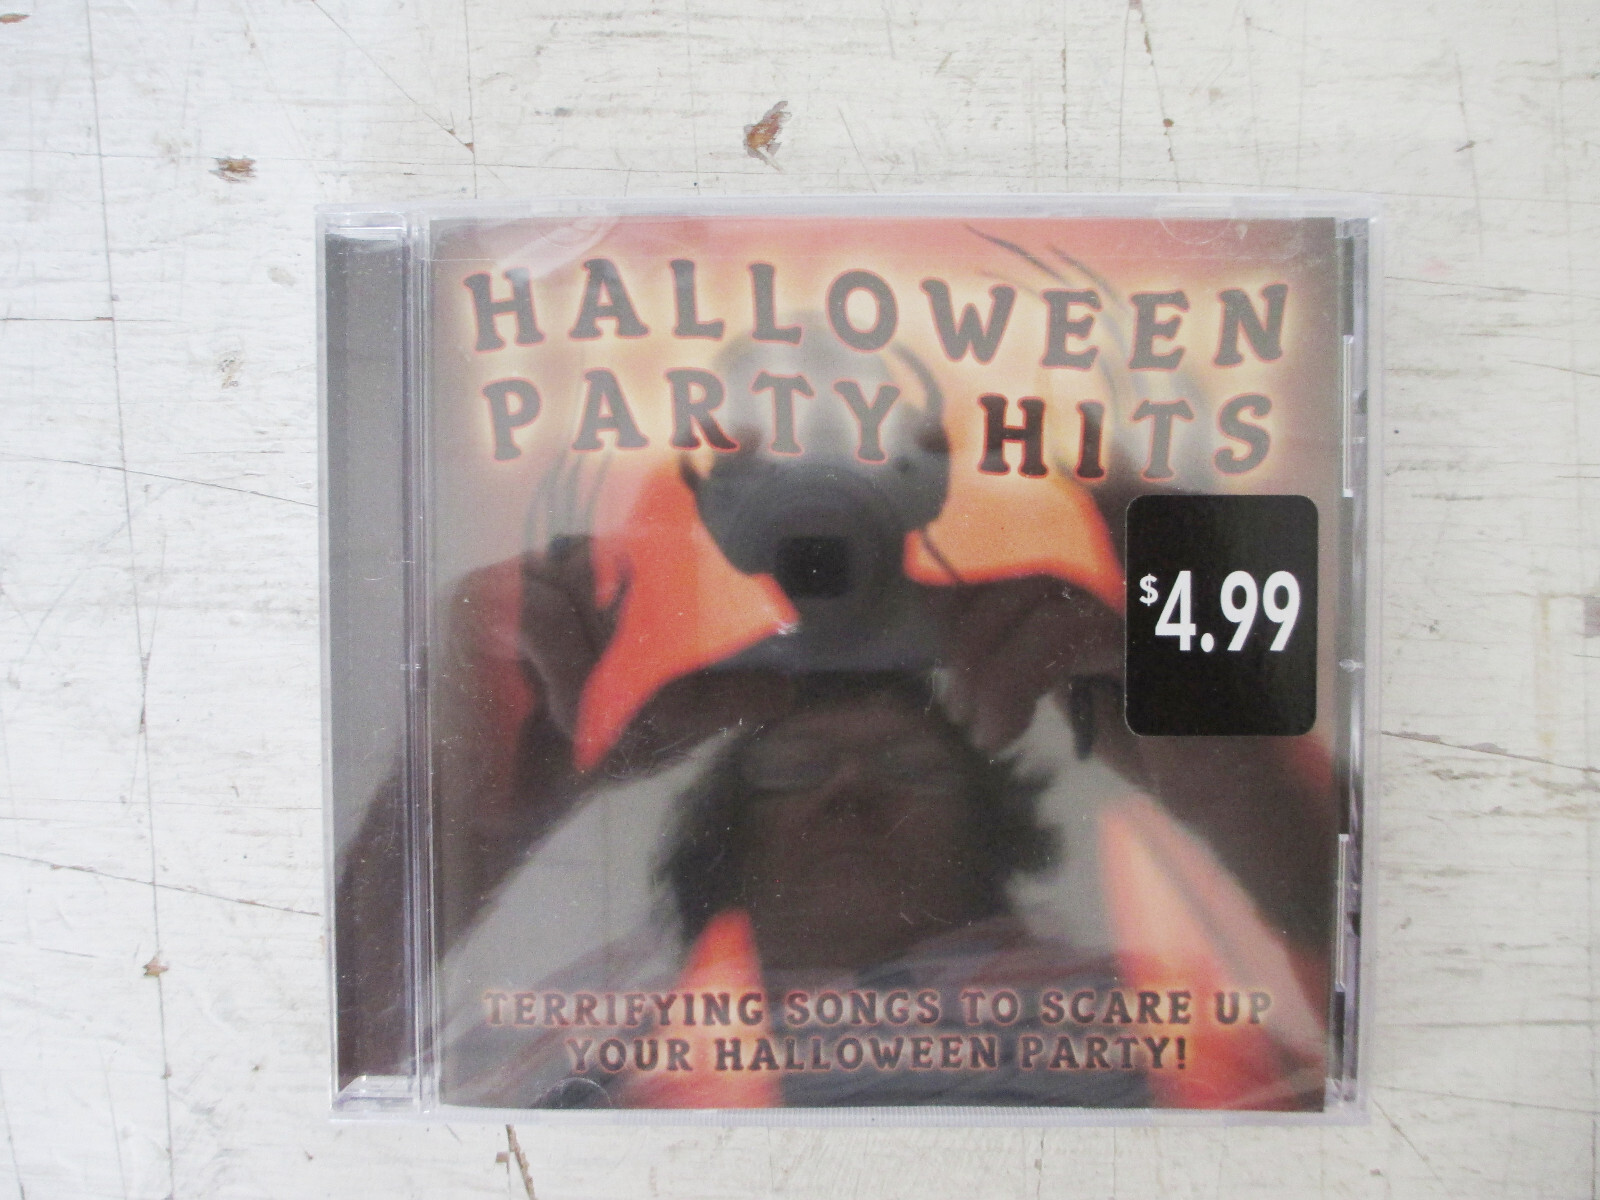 HALLOWEEN
PARTY HITS
$4.99
TERRIFYING SONGS TO SCARE UP
YOUR HALLOWEEN PARTY!